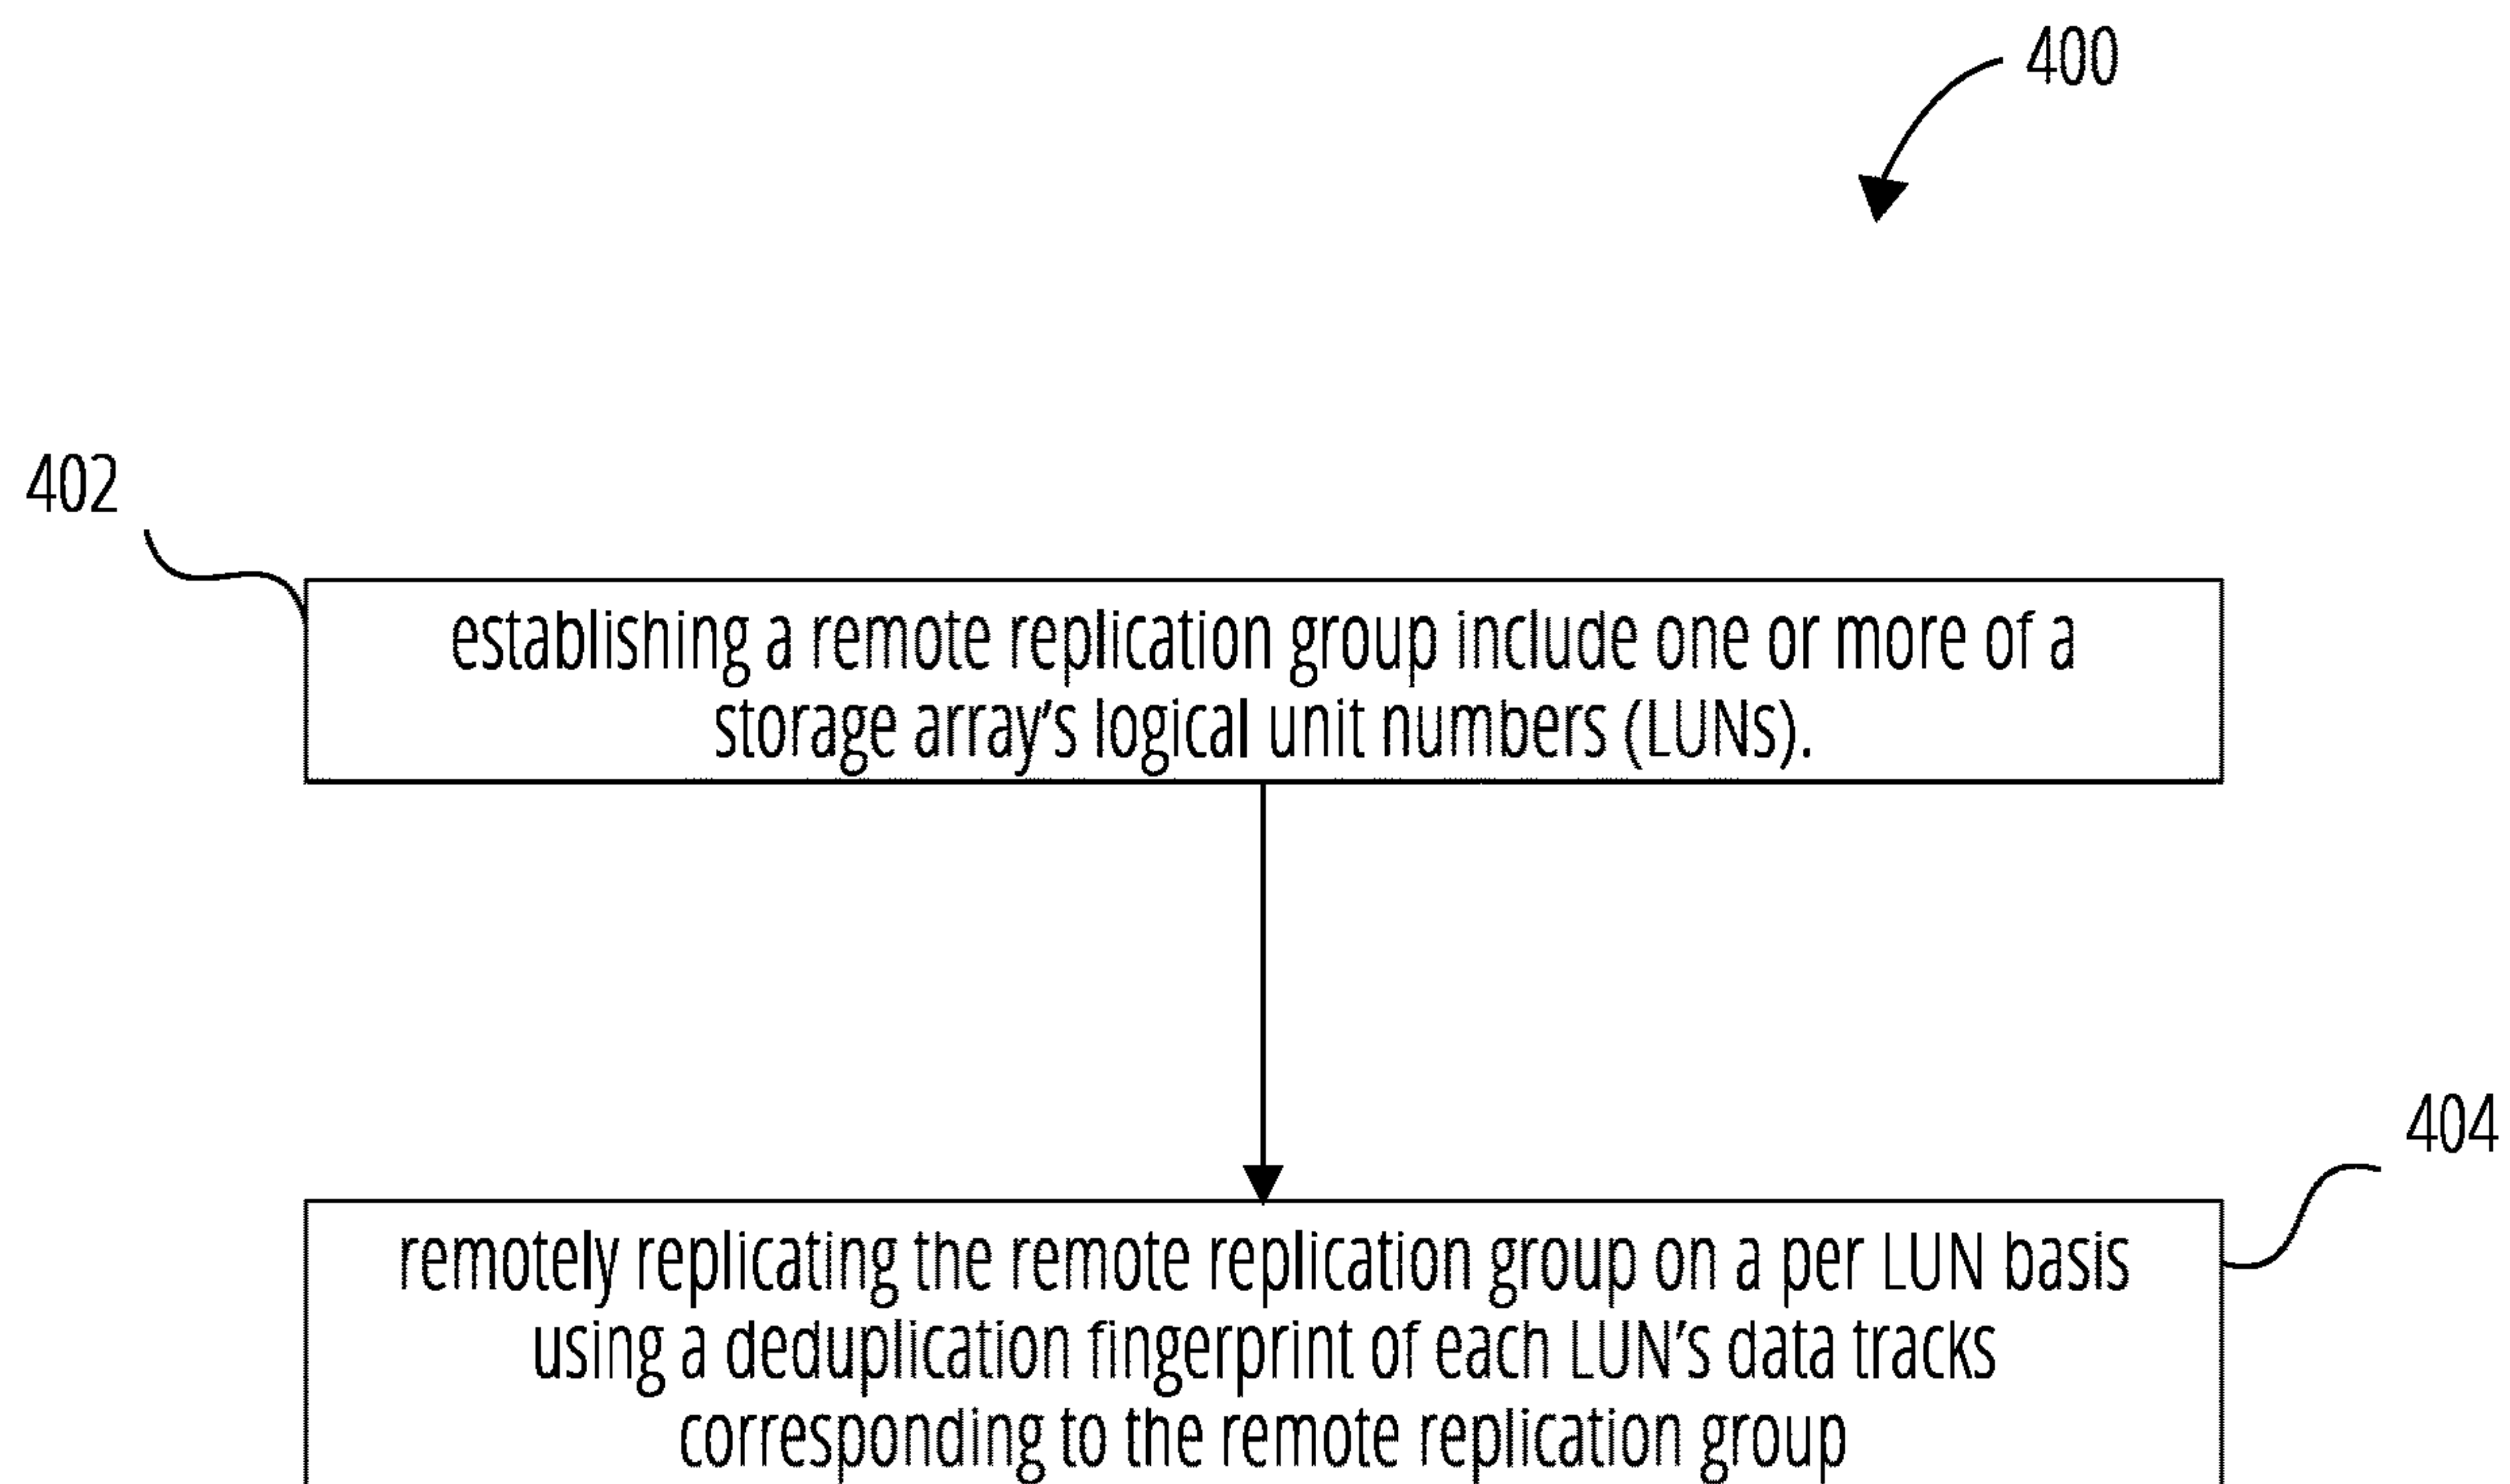 400
402
establishing a remote replication group include one or more of a
storage array's logical unit numbers (LUNs).
404
remotely replicating the remote replication group on a per LUN basis
using a deduplication fingerprint of each LUN's data tracks
corresponding to the remote replication group